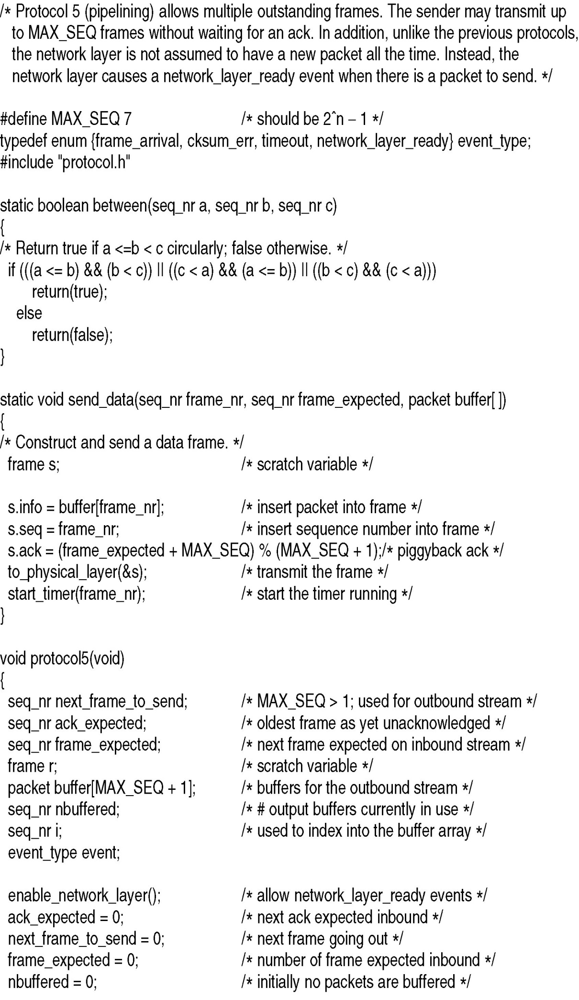 /* Protocol 5 (pipelining) allows multiple outstanding frames. The sender may transmit up
to MAX_SEQ frames without waiting for an ack. In addition, unlike the previous protocols,
the network layer is not assumed to have a new packet all the time. Instead, the
network layer causes a network_layer_ready event when there is a packet to send. */

#define MAX_SEQ 7 /* should be 2^n – 1 */
typedef enum {frame_arrival, cksum_err, timeout, network_layer_ready} event_type;
#include "protocol.h"

static boolean between(seq_nr a, seq_nr b, seq_nr c)
{
/* Return true if a <=b < c circularly; false otherwise. */
if (((a <= b) && (b < c)) || ((c < a) && (a <= b)) || ((b < c) && (c < a)))
return(true);
else
return(false);
}

static void send_data(seq_nr frame_nr, seq_nr frame_expected, packet buffer[ ])
{
/* Construct and send a data frame. */
frame s; /* scratch variable */

s.info = buffer[frame_nr]; /* insert packet into frame */
s.seq = frame_nr; /* insert sequence number into frame */
s.ack = (frame_expected + MAX_SEQ) % (MAX_SEQ + 1);/* piggyback ack */
to_physical_layer(&s); /* transmit the frame */
start_timer(frame_nr); /* start the timer running */
}

void protocol5(void)
{
seq_nr next_frame_to_send; /* MAX_SEQ > 1; used for outbound stream */
seq_nr ack_expected; /* oldest frame as yet unacknowledged */
seq_nr frame_expected; /* next frame expected on inbound stream */
frame r; /* scratch variable */
packet buffer[MAX_SEQ + 1]; /* buffers for the outbound stream */
seq_nr nbuffered; /* # output buffers currently in use */
seq_nr i; /* used to index into the buffer array */
event_type event;

enable_network_layer(); /* allow network_layer_ready events */
ack_expected = 0; /* next ack expected inbound */
next_frame_to_send = 0; /* next frame going out */
frame_expected = 0; /* number of frame expected inbound */
nbuffered = 0; /* initially no packets are buffered */